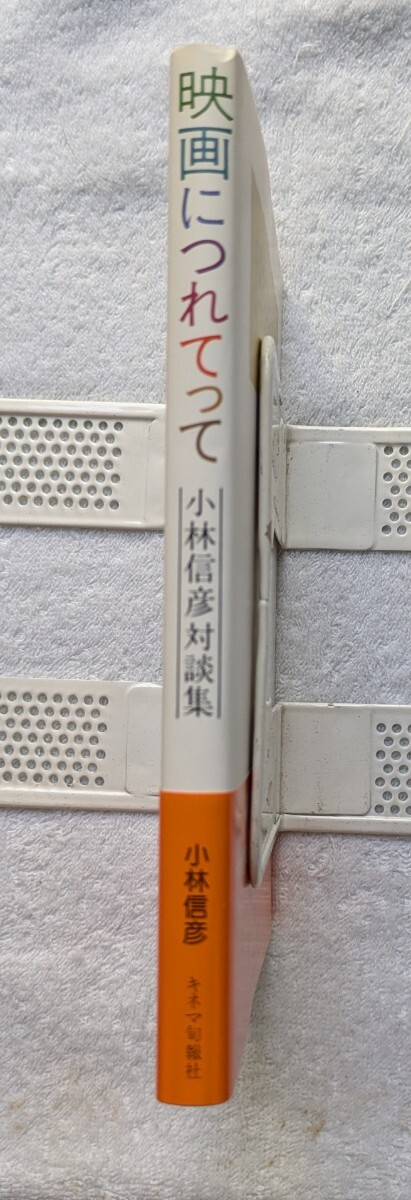 映画につれてって
小林信彦対談集
小林信彦
キネマ旬報社